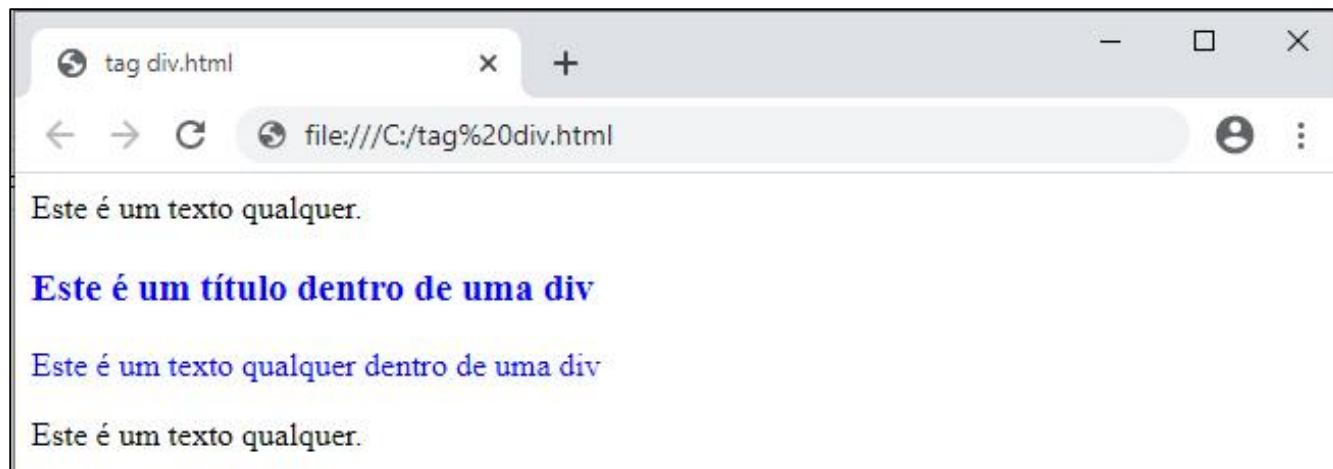 tag div.html
file:///C:/tag%20div.html
Este é um texto qualquer.
Este é um título dentro de uma div
Este é um texto qualquer dentro de uma div
Este é um texto qualquer.